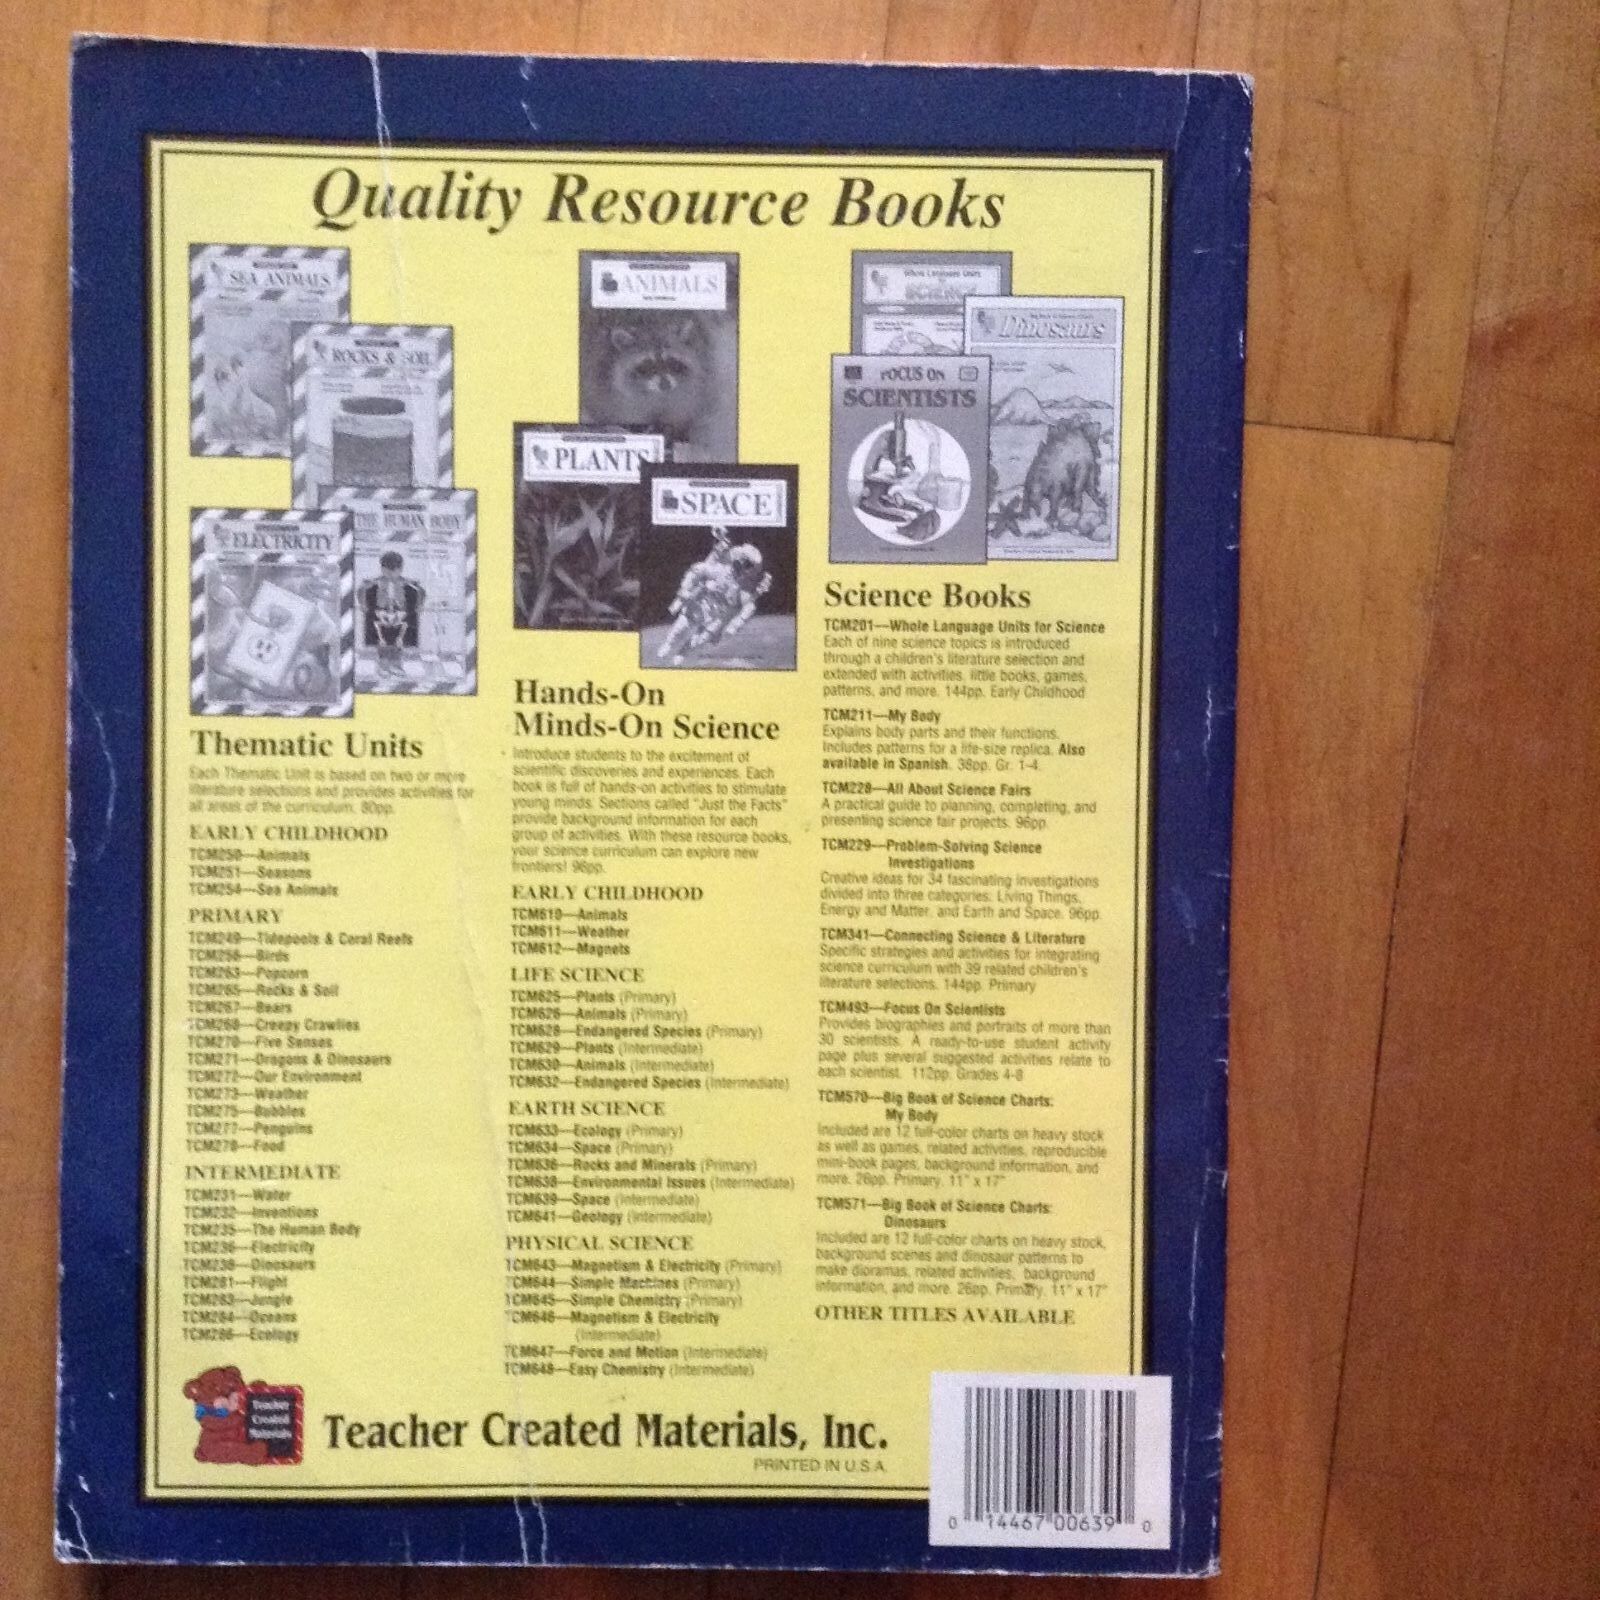 Quality Resource Books
SEA ANIMALS
ROCKS & SOIL
ELECTRICITY
THE HUMAN BODY
Thematic Units
Each Thematic Unit is based on two or more
literature selections and provides activities for
all areas of the curriculum. 80pp.
EARLY CHILDHOOD
TCM250—Animals
TCM251—Seasons
TCM254—Sea Animals
PRIMARY
TCM249—Tidepools & Coral Reefs
TCM256—Birds
TCM263—Popcorn
TCM265—Rocks & Soil
TCM267—Bears
TCM268—Creepy Crawlies
TCM270—Five Senses
TCM271—Dragons & Dinosaurs
TCM272—Our Environment
TCM273—Weather
TCM275—Bubbles
TCM277—Penguins
TCM278—Food
INTERMEDIATE
TCM231—Water
TCM232—Inventions
TCM235—The Human Body
TCM236—Electricity
TCM238—Dinosaurs
TCM281—Flight
TCM283—Jungle
TCM284—Oceans
TCM286—Ecology
ANIMALS
PLANTS
SPACE
Hands-On
Minds-On Science
Introduce students to the excitement of
scientific discoveries and experiences. Each
book is full of hands-on activities to stimulate
young minds. Sections called "Just the Facts"
provide background information for each
group of activities. With these resource books,
your science curriculum can explore new
frontiers! 96pp.
EARLY CHILDHOOD
TCM610—Animals
TCM611—Weather
TCM612—Magnets
LIFE SCIENCE
TCM625—Plants (Primary)
TCM626—Animals (Primary)
TCM628—Endangered Species (Primary)
TCM629—Plants (Intermediate)
TCM630—Animals (Intermediate)
TCM632—Endangered Species (Intermediate)
EARTH SCIENCE
TCM633—Ecology (Primary)
TCM634—Space (Primary)
TCM636—Rocks and Minerals (Primary)
TCM638—Environmental Issues (Intermediate)
TCM639—Space (Intermediate)
TCM641—Geology (Intermediate)
PHYSICAL SCIENCE
TCM643—Magnetism & Electricity (Primary)
TCM644—Simple Machines (Primary)
TCM645—Simple Chemistry (Primary)
TCM646—Magnetism & Electricity
(Intermediate)
TCM647—Force and Motion (Intermediate)
TCM648—Easy Chemistry (Intermediate)
Whole Language Units
SCIENCE
Dinosaurs
FOCUS ON
SCIENTISTS
Science Books
TCM201—Whole Language Units for Science
Each of nine science topics is introduced
through a children's literature selection and
extended with activities, little books, games,
patterns, and more. 144pp. Early Childhood
TCM211—My Body
Explains body parts and their functions.
Includes patterns for a life-size replica. Also
available in Spanish. 38pp. Gr. 1-4.
TCM228—All About Science Fairs
A practical guide to planning, completing, and
presenting science fair projects. 96pp.
TCM229—Problem-Solving Science
Investigations
Creative ideas for 34 fascinating investigations
divided into three categories: Living Things,
Energy and Matter, and Earth and Space. 96pp.
TCM341—Connecting Science & Literature
Specific strategies and activities for integrating
science curriculum with 39 related children's
literature selections. 144pp. Primary
TCM493—Focus On Scientists
Provides biographies and portraits of more than
30 scientists. A ready-to-use student activity
page plus several suggested activities relate to
each scientist. 112pp. Grades 4-8
TCM570—Big Book of Science Charts:
My Body
Included are 12 full-color charts on heavy stock
as well as games, related activities, reproducible
mini-book pages, background information, and
more. 26pp. Primary. 11" x 17"
TCM571—Big Book of Science Charts:
Dinosaurs
Included are 12 full-color charts on heavy stock,
background scenes and dinosaur patterns to
make dioramas, related activities, background
information, and more. 26pp. Primary. 11" x 17"
OTHER TITLES AVAILABLE
Teacher
Created
Materials
Teacher Created Materials, Inc.
PRINTED IN U.S.A.
0 14467 00639 0